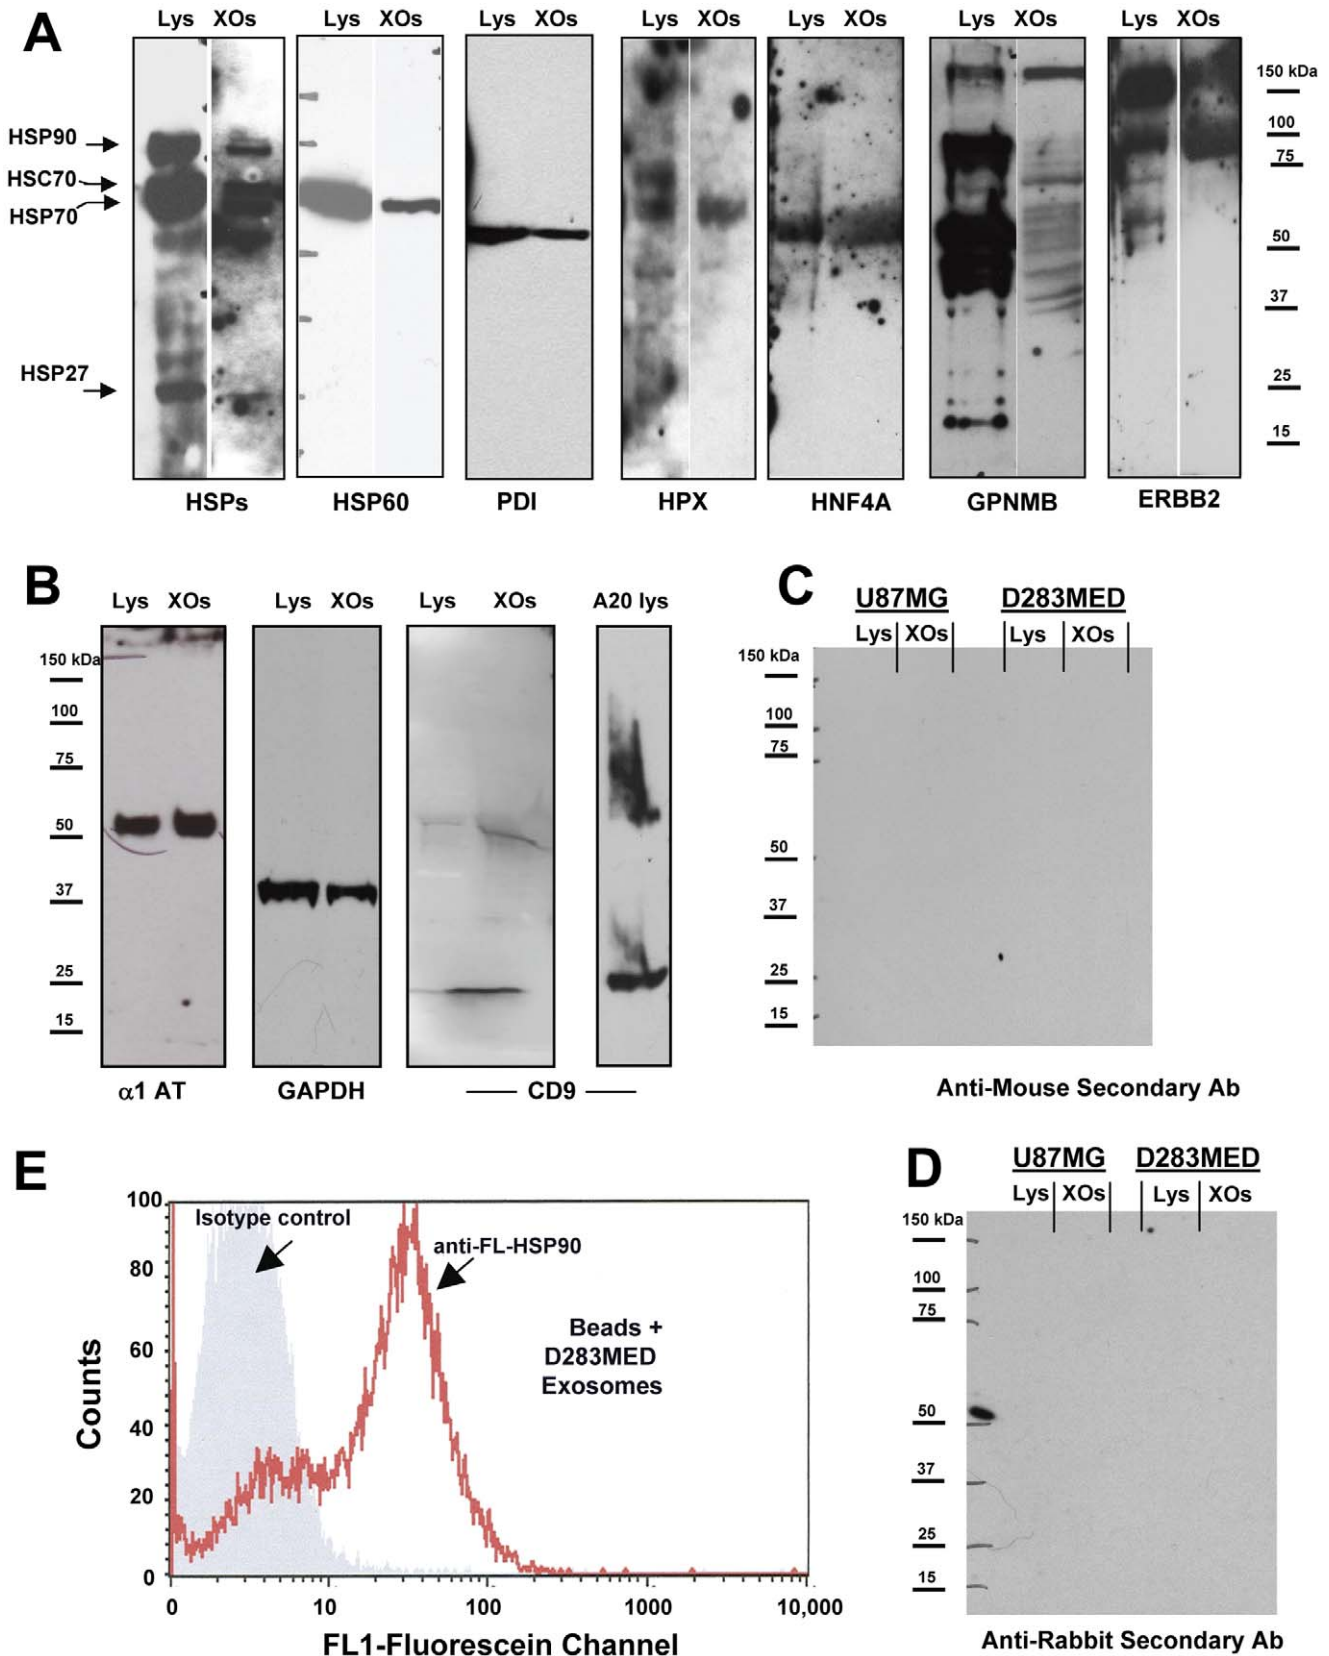 A
Lys XOs
Lys XOs
Lys XOs
Lys XOs
Lys XOs
Lys XOs
Lys XOs
HSP90
HSC70
HSP70
HSP27
150 kDa
100
75
50
37
25
15
HSPs
HSP60
PDI
HPX
HNF4A
GPNMB
ERBB2
B
Lys XOs
Lys XOs
Lys XOs
A20 lys
150 kDa
100
75
50
37
25
15
α1 AT
GAPDH
CD9
C
U87MG D283MED
Lys XOs Lys XOs
150 kDa
100
75
50
37
25
15
Anti-Mouse Secondary Ab
E
100
80
60
40
20
0
Counts
Isotype control
anti-FL-HSP90
Beads +
D283MED
Exosomes
0 10 100 1000 10,000
FL1-Fluorescein Channel
D
U87MG D283MED
Lys XOs Lys XOs
150 kDa
100
75
50
37
25
15
Anti-Rabbit Secondary Ab